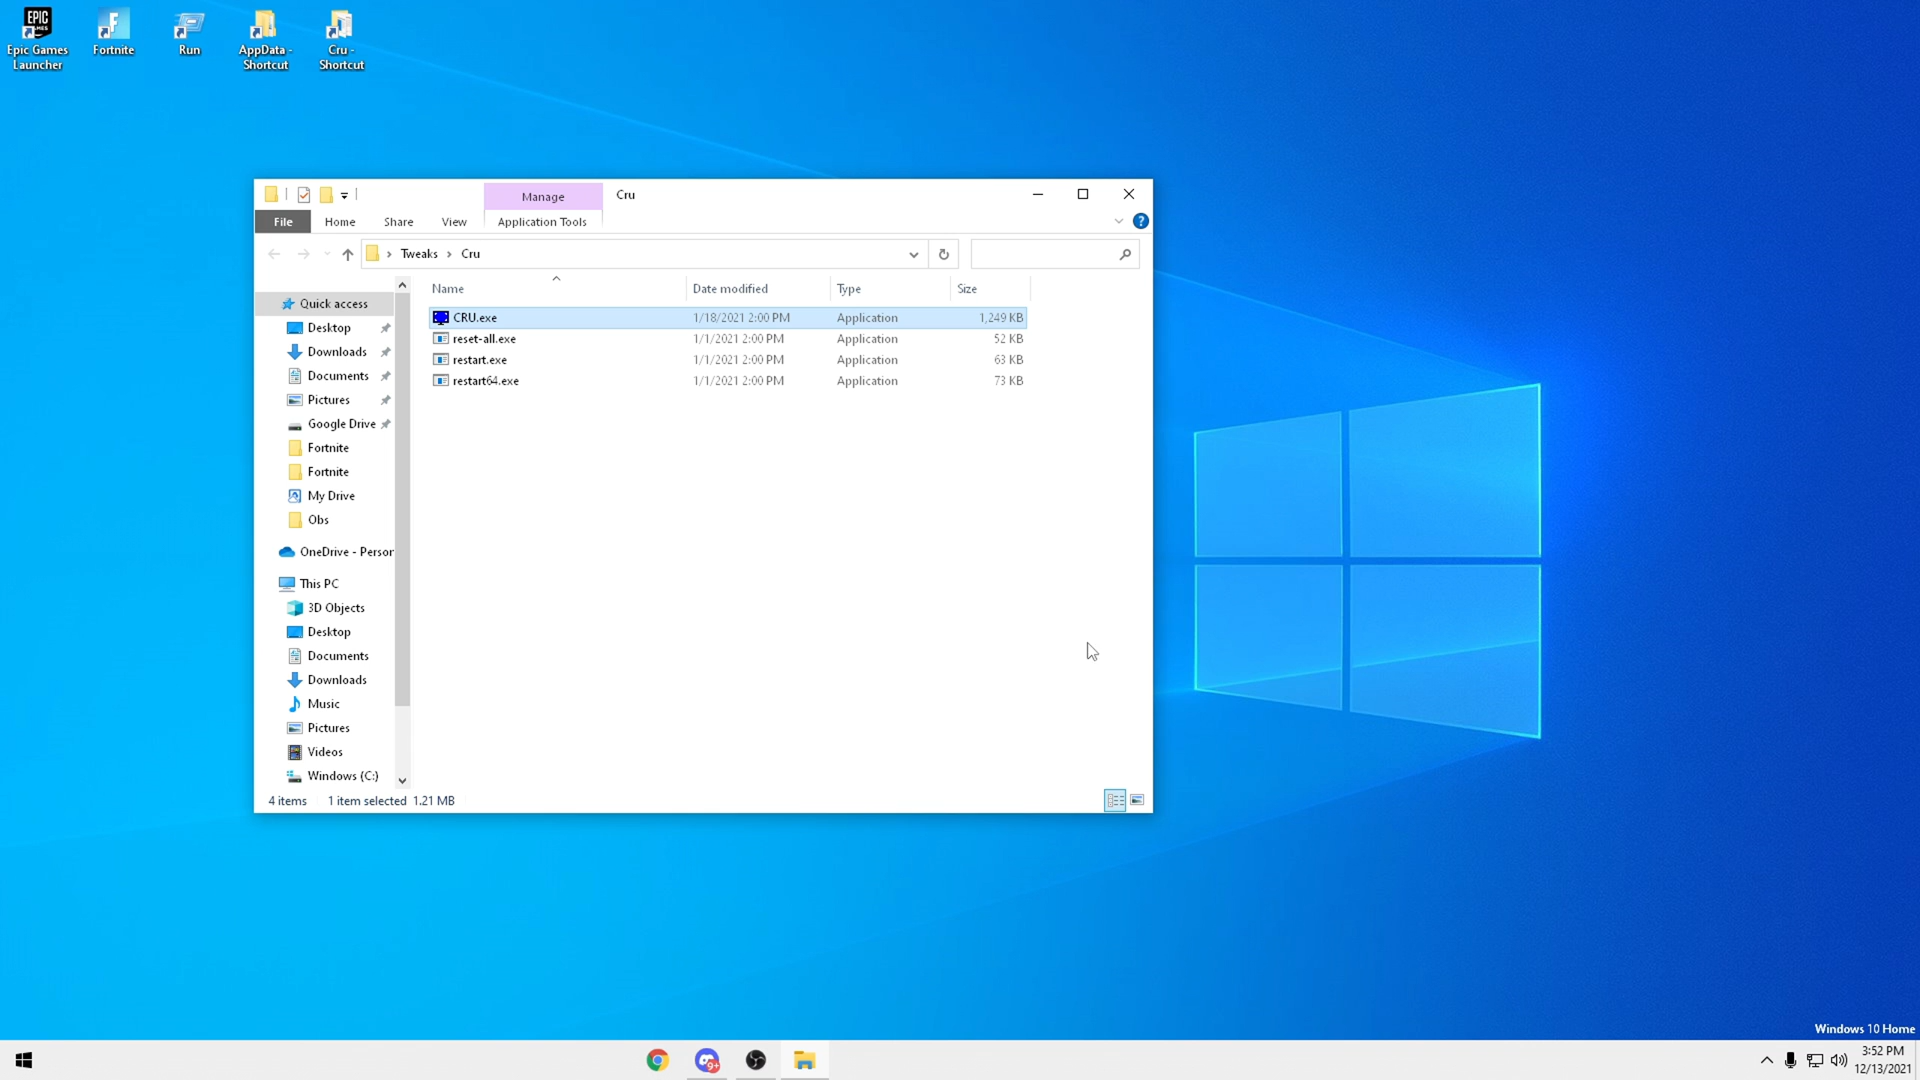 EPIC
GAMES
Epic Games
Launcher
Fortnite
Run
AppData -
Shortcut
Cru -
Shortcut
Manage
Cru
File
Home
Share
View
Application Tools
Tweaks
Cru
Name
Date modified
Type
Size
CRU.exe
1/18/2021 2:00 PM
Application
1,249 KB
reset-all.exe
1/1/2021 2:00 PM
Application
52 KB
restart.exe
1/1/2021 2:00 PM
Application
63 KB
restart64.exe
1/1/2021 2:00 PM
Application
73 KB
Quick access
Desktop
Downloads
Documents
Pictures
Google Drive
Fortnite
Fortnite
My Drive
Obs
OneDrive - Person
This PC
3D Objects
Desktop
Documents
Downloads
Music
Pictures
Videos
Windows (C:)
4 items
1 item selected 1.21 MB
Windows 10 Home
9+
3:52 PM
12/13/2021